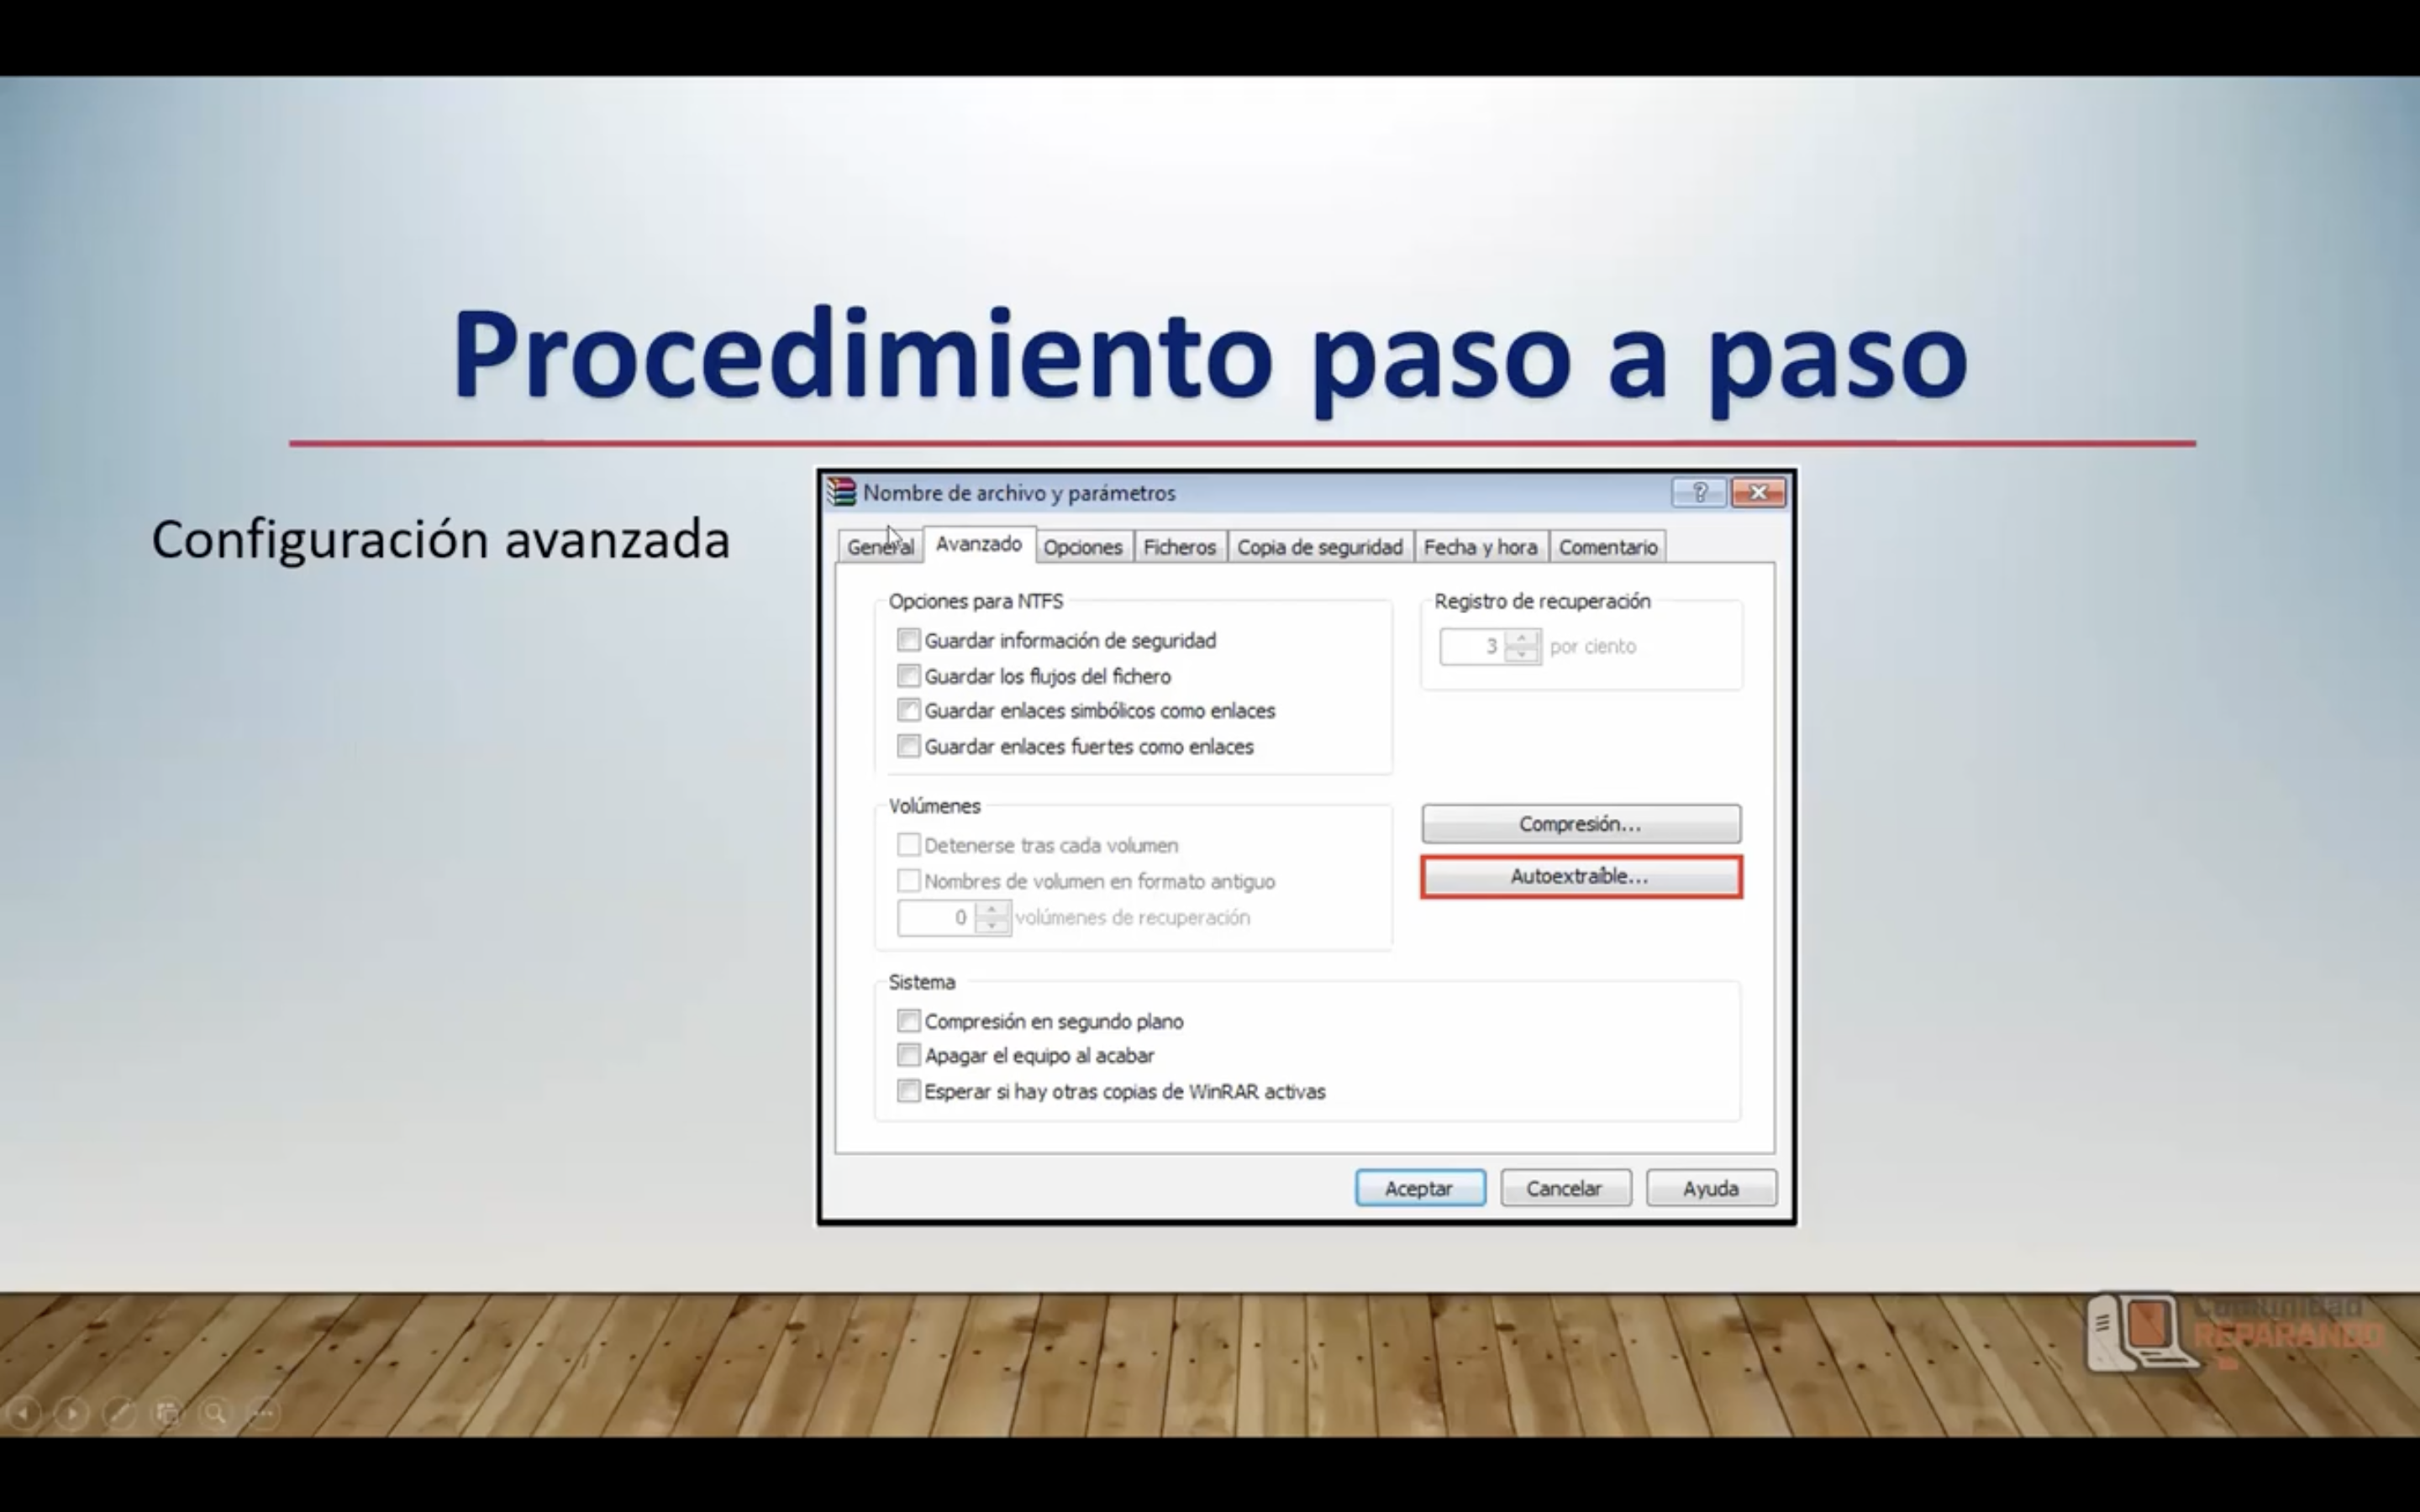 Procedimiento paso a paso
Configuración avanzada
Nombre de archivo y parámetros
General
Avanzado
Opciones
Ficheros
Copia de seguridad
Fecha y hora
Comentario
Opciones para NTFS
Guardar información de seguridad
Guardar los flujos del fichero
Guardar enlaces simbólicos como enlaces
Guardar enlaces fuertes como enlaces
Registro de recuperación
3 por ciento
Volúmenes
Detenerse tras cada volumen
Nombres de volumen en formato antiguo
0 volúmenes de recuperación
Compresión...
Autoextraíble...
Sistema
Compresión en segundo plano
Apagar el equipo al acabar
Esperar si hay otras copias de WinRAR activas
Aceptar
Cancelar
Ayuda
Comunidad
REPARANDO